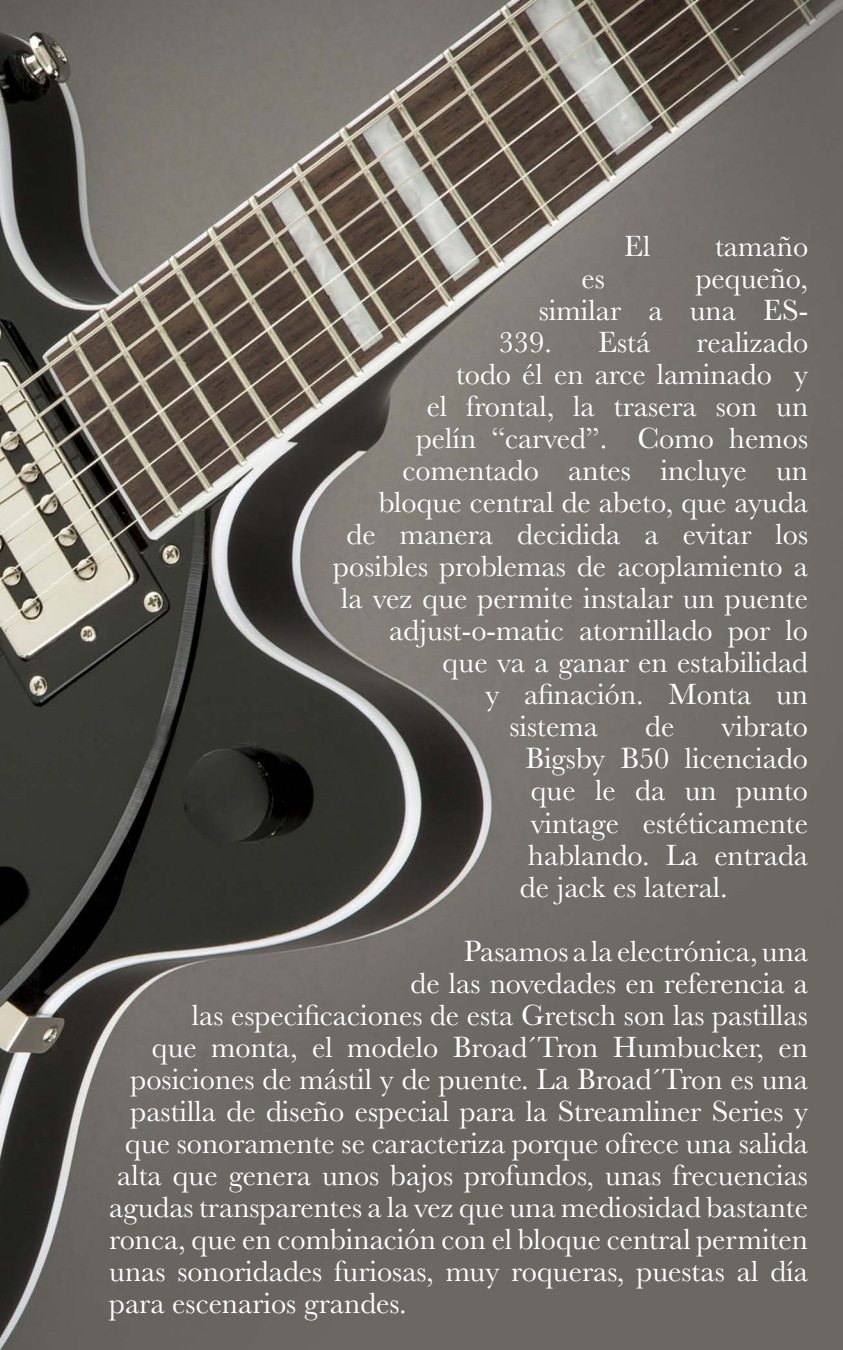 El tamaño
es pequeño,
similar a una ES-
339. Está realizado
todo él en arce laminado y
el frontal, la trasera son un
pelín “carved”. Como hemos
comentado antes incluye un
bloque central de abeto, que ayuda
de manera decidida a evitar los
posibles problemas de acoplamiento a
la vez que permite instalar un puente
adjust-o-matic atornillado por lo
que va a ganar en estabilidad
y afinación. Monta un
sistema de vibrato
Bigsby B50 licenciado
que le da un punto
vintage estéticamente
hablando. La entrada
de jack es lateral.
Pasamos a la electrónica, una
de las novedades en referencia a
las especificaciones de esta Gretsch son las pastillas
que monta, el modelo Broad´Tron Humbucker, en
posiciones de mástil y de puente. La Broad´Tron es una
pastilla de diseño especial para la Streamliner Series y
que sonoramente se caracteriza porque ofrece una salida
alta que genera unos bajos profundos, unas frecuencias
agudas transparentes a la vez que una mediosidad bastante
ronca, que en combinación con el bloque central permiten
unas sonoridades furiosas, muy roqueras, puestas al día
para escenarios grandes.